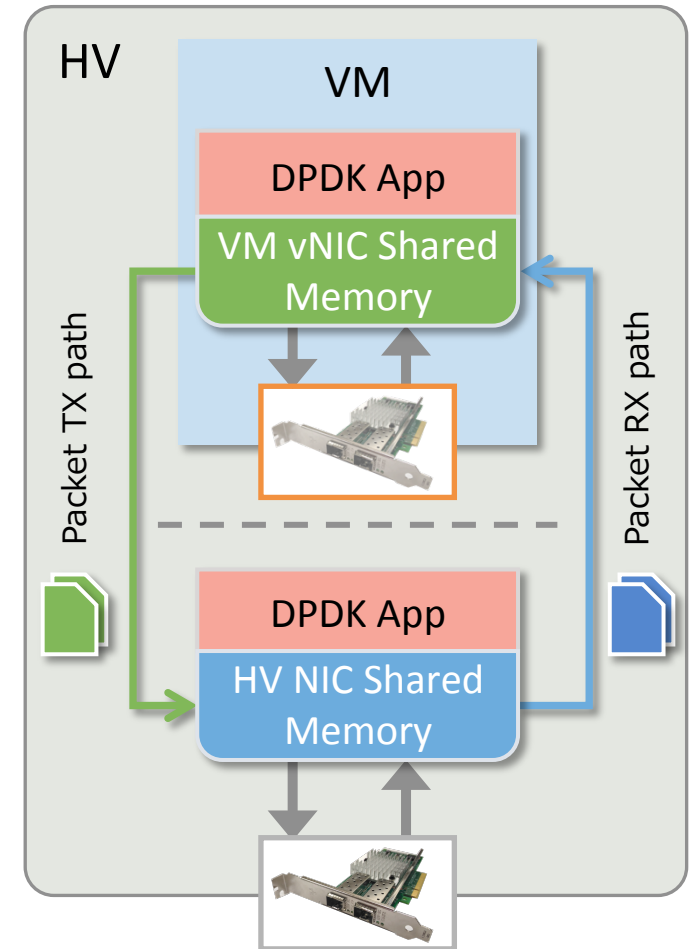 HV
VM
DPDK App
VM vNIC Shared
Memory
Packet TX path
Packet RX path
DPDK App
HV NIC Shared
Memory